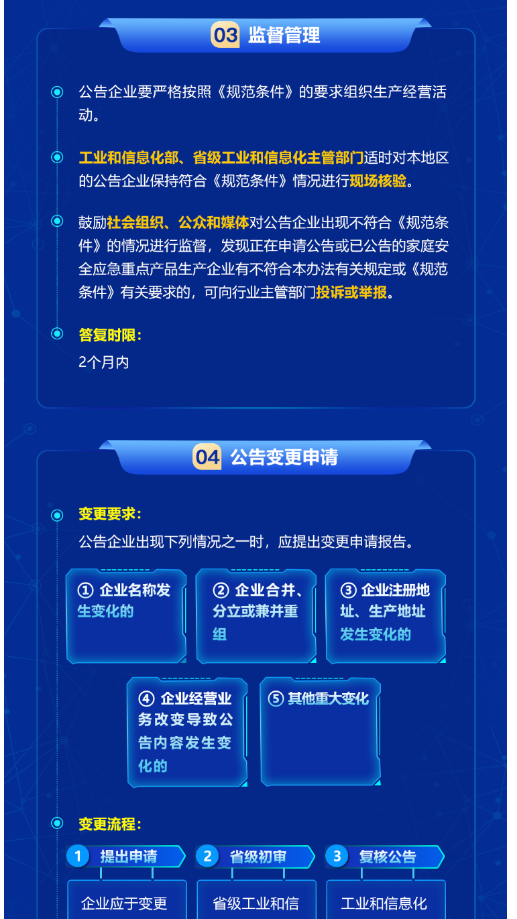 03 监督管理
公告企业要严格按照《规范条件》的要求组织生产经营活
动。
工业和信息化部、省级工业和信息化主管部门适时对本地区
的公告企业保持符合《规范条件》情况进行现场核验。
鼓励社会组织、公众和媒体对公告企业出现不符合《规范条
件》的情况进行监督，发现正在申请公告或已公告的家庭安
全应急重点产品生产企业有不符合本办法有关规定或《规范
条件》有关要求的，可向行业主管部门投诉或举报。
答复时限：
2个月内
04 公告变更申请
变更要求：
公告企业出现下列情况之一时，应提出变更申请报告。
① 企业名称发
生变化的
② 企业合并、
分立或兼并重
组
③ 企业注册地
址、生产地址
发生变化的
④ 企业经营业
务改变导致公
告内容发生变
化的
⑤ 其他重大变化
变更流程：
1 提出申请
2 省级初审
3 复核公告
企业应于变更
省级工业和信
工业和信息化